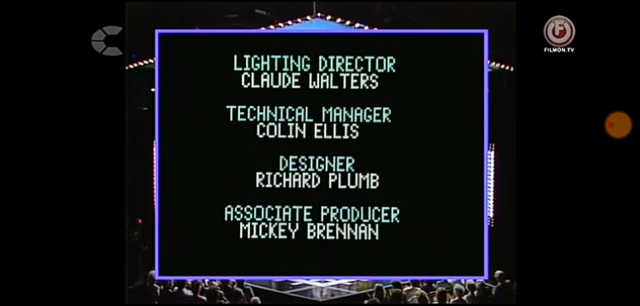 LIGHTING DIRECTOR
CLAUDE WALTERS
TECHNICAL MANAGER
COLIN ELLIS
DESIGNER
RICHARD PLUMB
ASSOCIATE PRODUCER
MICKEY BRENNAN
FILMON.TV